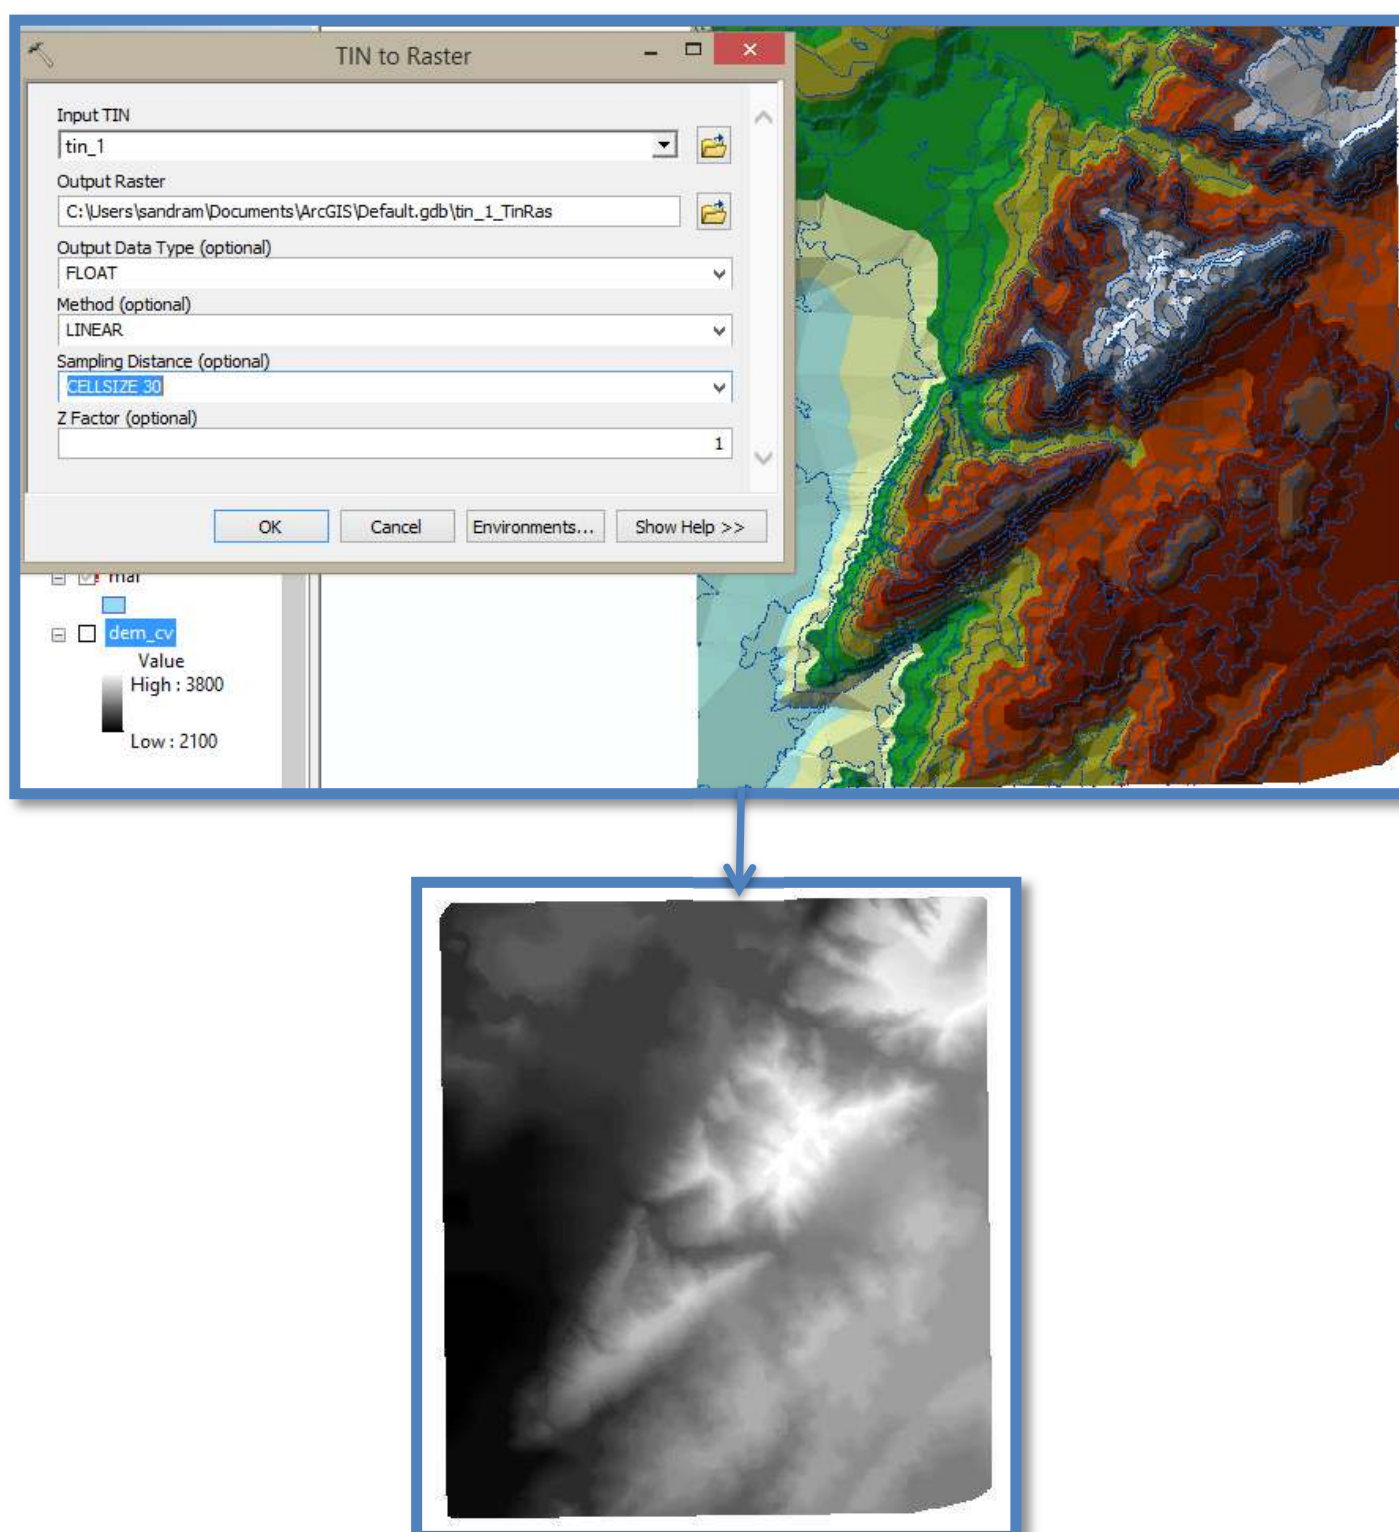 TIN to Raster
Input TIN
tin_1
Output Raster
C:\Users\sandram\Documents\ArcGIS\Default.gdb\tin_1_TinRas
Output Data Type (optional)
FLOAT
Method (optional)
LINEAR
Sampling Distance (optional)
CELLSIZE 30
Z Factor (optional)
1
OK Cancel Environments... Show Help >>
mar
dem_cv
Value
High : 3800
Low : 2100